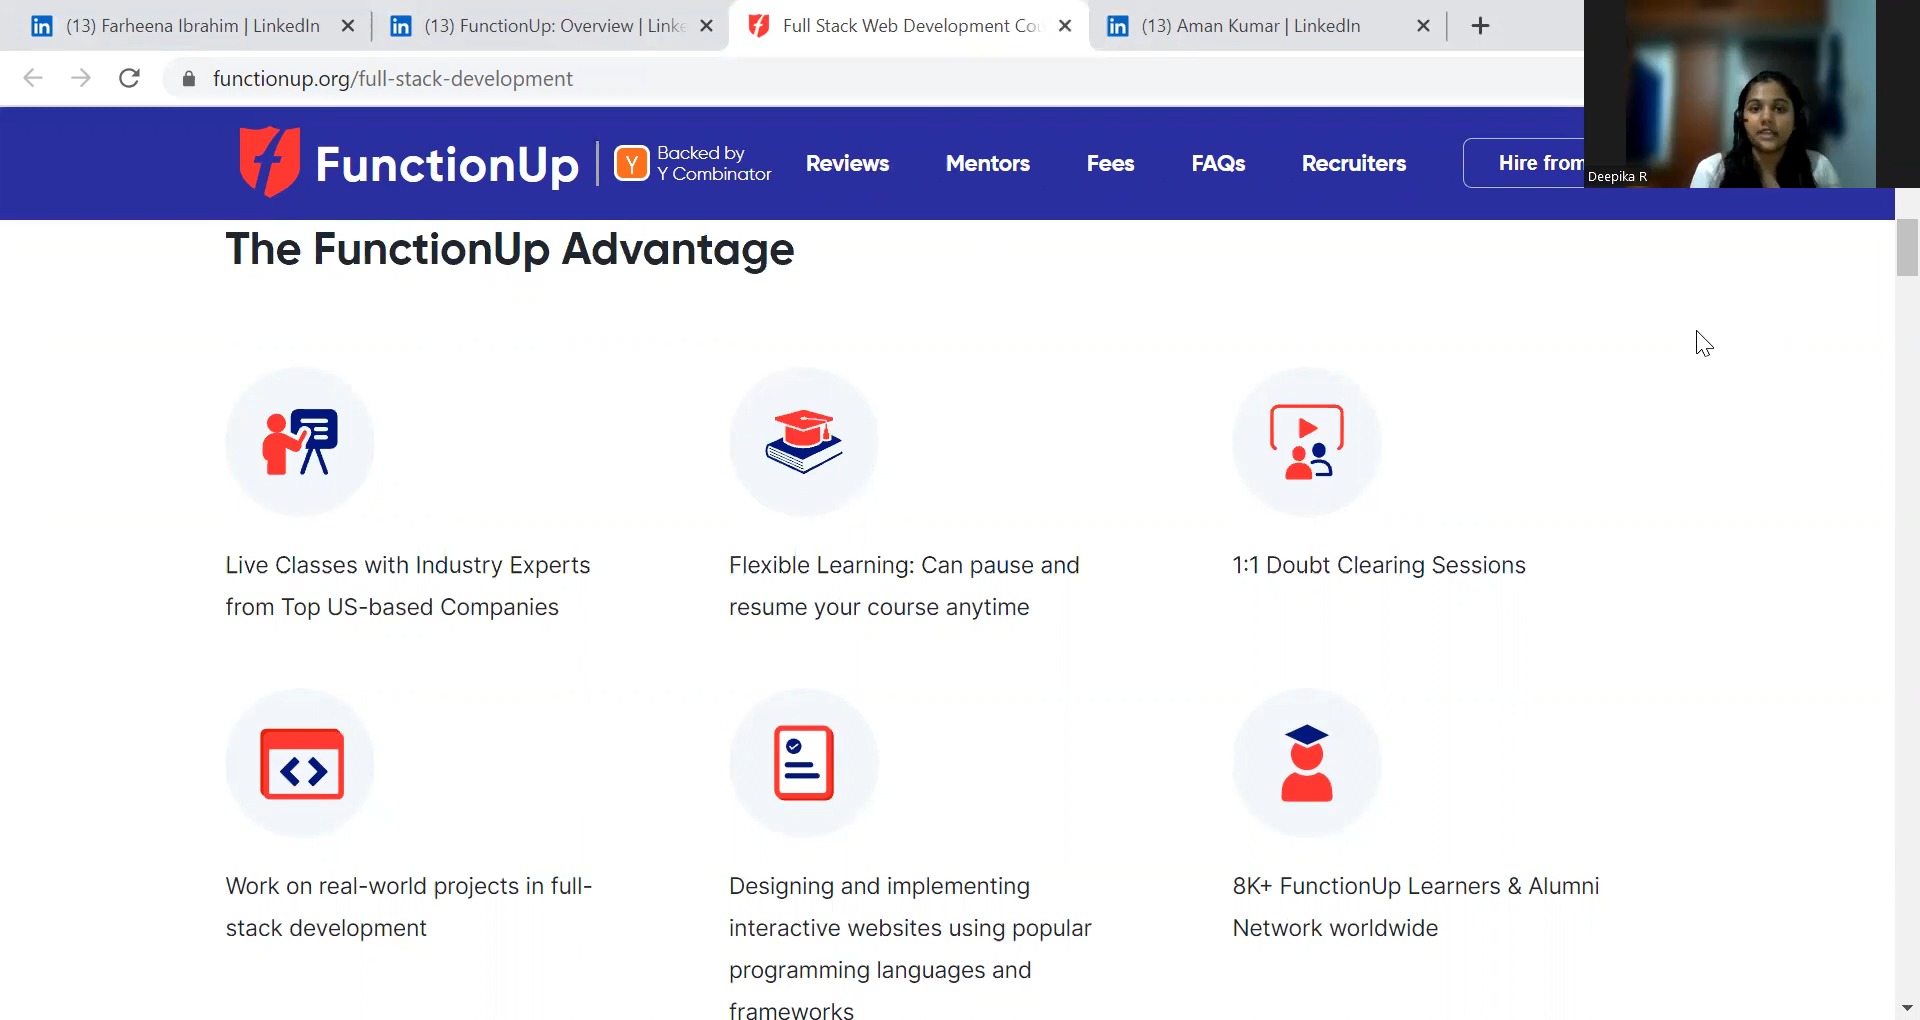 (13) Farheena Ibrahim | LinkedIn
(13) FunctionUp: Overview | Linke
Full Stack Web Development Co
(13) Aman Kumar | LinkedIn
functionup.org/full-stack-development
FunctionUp
Backed by
Y Combinator
Reviews
Mentors
Fees
FAQs
Recruiters
Hire from
Deepika R
The FunctionUp Advantage
Live Classes with Industry Experts
from Top US-based Companies
Flexible Learning: Can pause and
resume your course anytime
1:1 Doubt Clearing Sessions
Work on real-world projects in full-
stack development
Designing and implementing
interactive websites using popular
programming languages and
frameworks
8K+ FunctionUp Learners & Alumni
Network worldwide